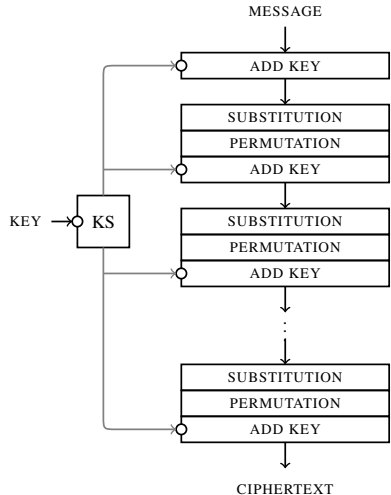 MESSAGE
ADD KEY
SUBSTITUTION
PERMUTATION
ADD KEY
KEY
KS
SUBSTITUTION
PERMUTATION
ADD KEY
SUBSTITUTION
PERMUTATION
ADD KEY
CIPHERTEXT